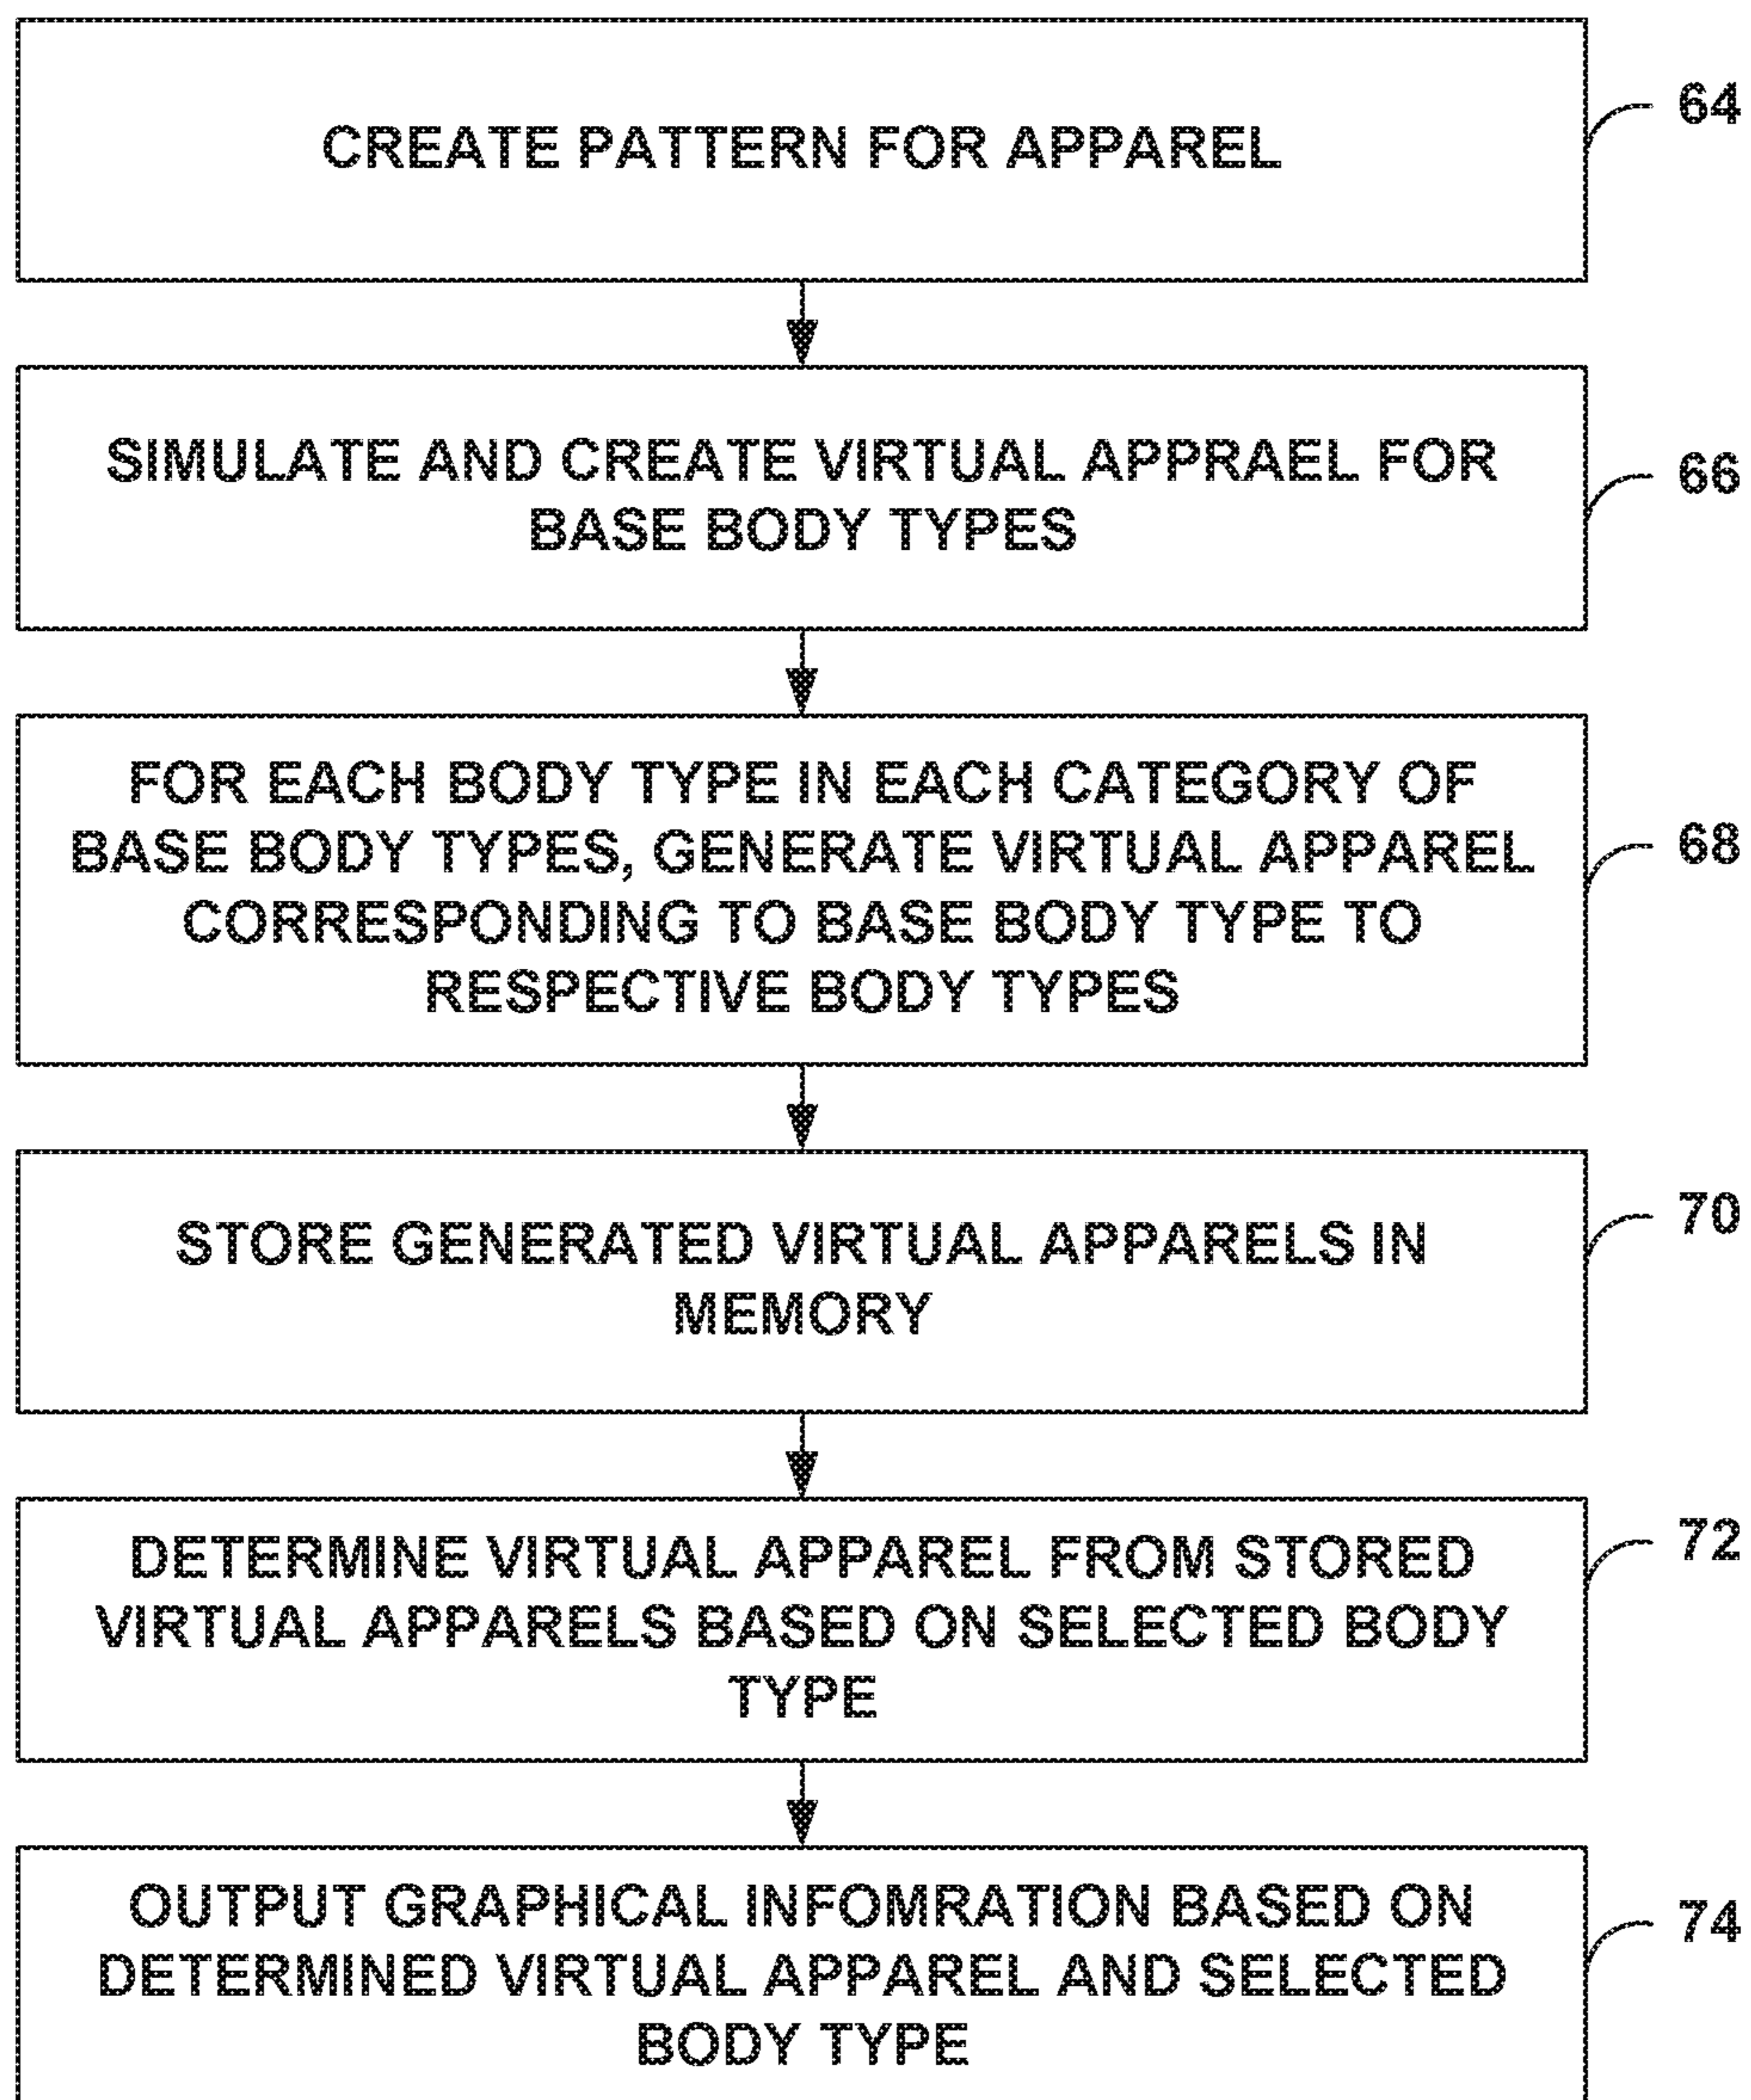 CREATE PATTERN FOR APPAREL
64
SIMULATE AND CREATE VIRTUAL APPRAEL FOR
BASE BODY TYPES
66
FOR EACH BODY TYPE IN EACH CATEGORY OF
BASE BODY TYPES, GENERATE VIRTUAL APPAREL
CORRESPONDING TO BASE BODY TYPE TO
RESPECTIVE BODY TYPES
68
STORE GENERATED VIRTUAL APPARELS IN
MEMORY
70
DETERMINE VIRTUAL APPAREL FROM STORED
VIRTUAL APPARELS BASED ON SELECTED BODY
TYPE
72
OUTPUT GRAPHICAL INFOMRATION BASED ON
DETERMINED VIRTUAL APPAREL AND SELECTED
BODY TYPE
74